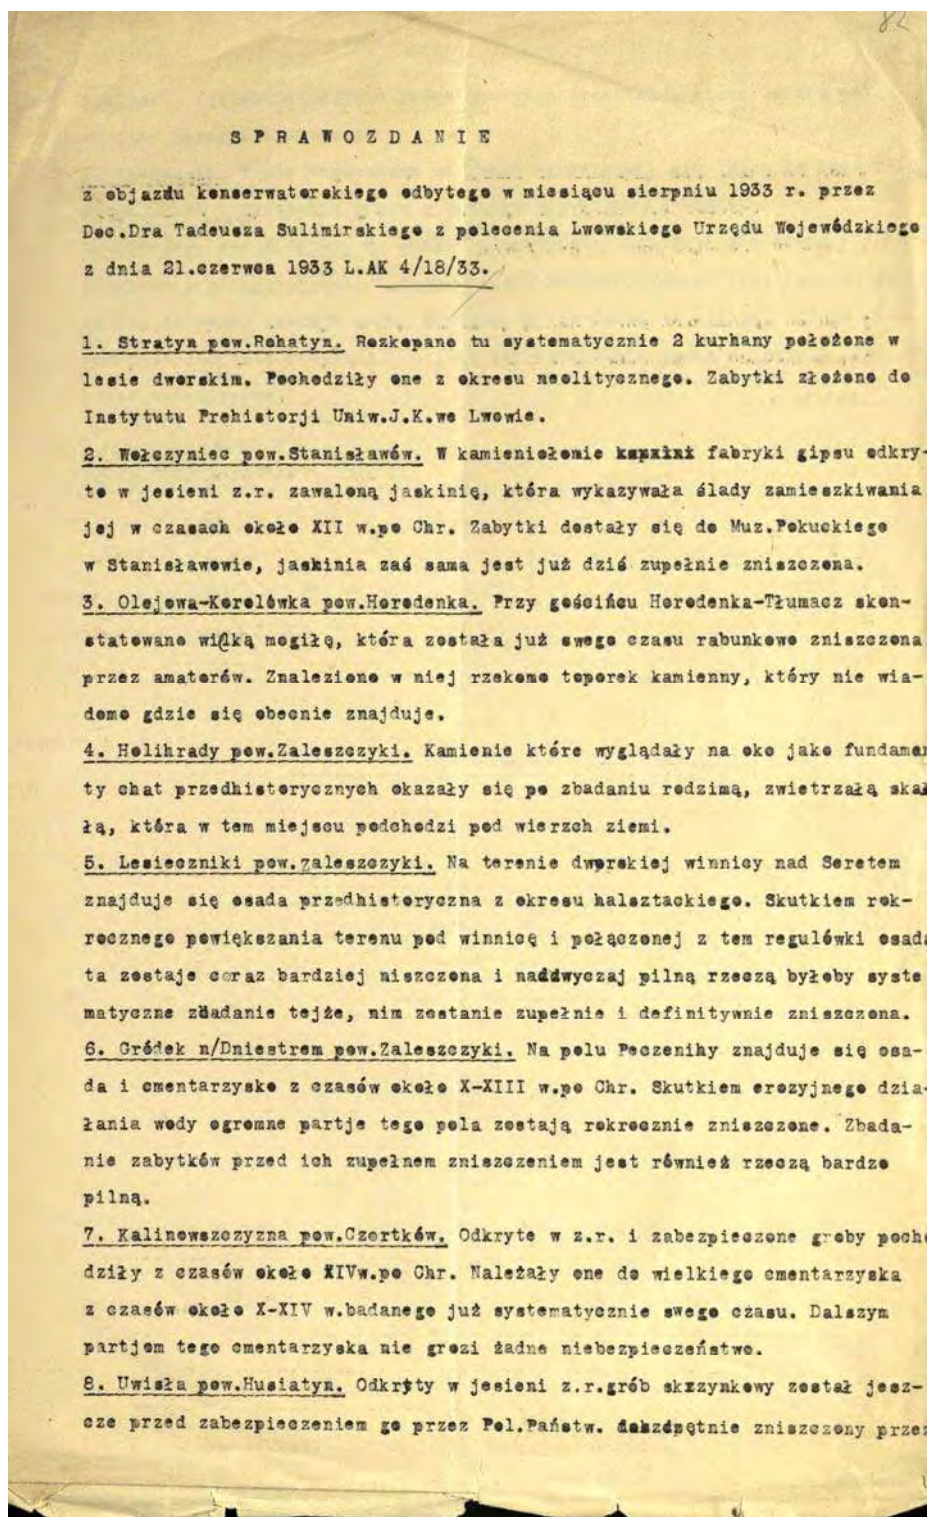 82
SPRAWOZDANIE
z objazdu konserwatorskiego odbytego w miesiącu sierpniu 1933 r. przez
Doc.Dra Tadeusza Sulimirskiego z polecenia Lwowskiego Urzędu Wojewódzkiego
z dnia 21.czerwca 1933 L.AK 4/18/33.
1. Stratyn pow.Rohatyn. Rozkopano tu systematycznie 2 kurhany położone w
lesie dworskim. Pochodziły one z okresu neolitycznego. Zabytki złożono do
Instytutu Prehistorji Uniw.J.K.we Lwowie.
2. Wołczyniec pow.Stanisławów. W kamieniołomie fabryki gipsu odkry-
to w jesieni z.r. zawaloną jaskinię, która wykazywała ślady zamieszkiwania
jej w czasach około XII w.po Chr. Zabytki dostały się do Muz.Pokuckiego
w Stanisławowie, jaskinia zaś sama jest już dziś zupełnie zniszczona.
3. Olejowa-Korolówka pow.Horodenka. Przy gościńcu Horodenka-Tłumacz skon-
statowano wielką mogiłę, która została już swego czasu rabunkowo zniszczona
przez amatorów. Znaleziono w niej rzekomo toporek kamienny, który nie wia-
domo gdzie się obecnie znajduje.
4. Holihrady pow.Zaleszczyki. Kamienie które wyglądały na oko jako fundamen
ty chat przedhistorycznych okazały się po zbadaniu rodzimą, zwietrzałą skał
łą, która w tem miejscu podchodzi pod wierzch ziemi.
5. Lesieczniki pow.zaleszczyki. Na terenie dworskiej winnicy nad Seretem
znajduje się osada przedhistoryczna z okresu halsztackiego. Skutkiem rok-
rocznego powiększania terenu pod winnicę i połączonej z tem regulówki osada
ta zostaje coraz bardziej niszczona i naddwyczaj pilną rzeczą byłoby syste
matyczne zbadanie tejże, nim zostanie zupełnie i definitywnie zniszczona.
6. Gródek n/Dniestrem pow.Zaleszczyki. Na polu Peczenihy znajduje się osa-
da i cmentarzysko z czasów około X-XIII w.po Chr. Skutkiem erozyjnego dzia-
łania wody ogromne partje tego pola zostają rokrocznie zniszczone. Zbada-
nie zabytków przed ich zupełnem zniszczeniem jest również rzeczą bardzo
pilną.
7. Kalinowszczyzna pow.Czortków. Odkryte w z.r. i zabezpieczone groby pocho
dziły z czasów około XIVw.po Chr. Należały one do wielkiego cmentarzyska
z czasów około X-XIV w.badanego już systematycznie swego czasu. Dalszym
partjom tego cmentarzyska nie grozi żadne niebezpieczeństwo.
8. Uwisła pow.Husiatyn. Odkryty w jesieni z.r.grób skrzynkowy został jesz-
cze przed zabezpieczeniem go przez Pol.Państw. zniszczony przez